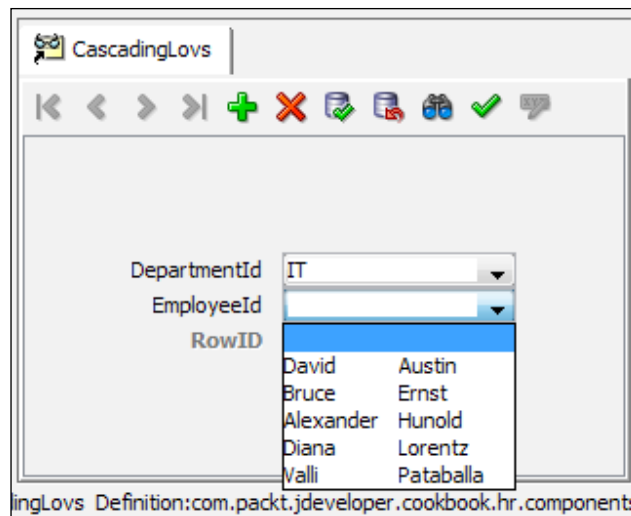 CascadingLovs
DepartmentId IT
EmployeeId
RowID
David Austin
Bruce Ernst
Alexander Hunold
Diana Lorentz
Valli Pataballa
ingLovs Definition:com.packt.jdeveloper.cookbook.hr.components